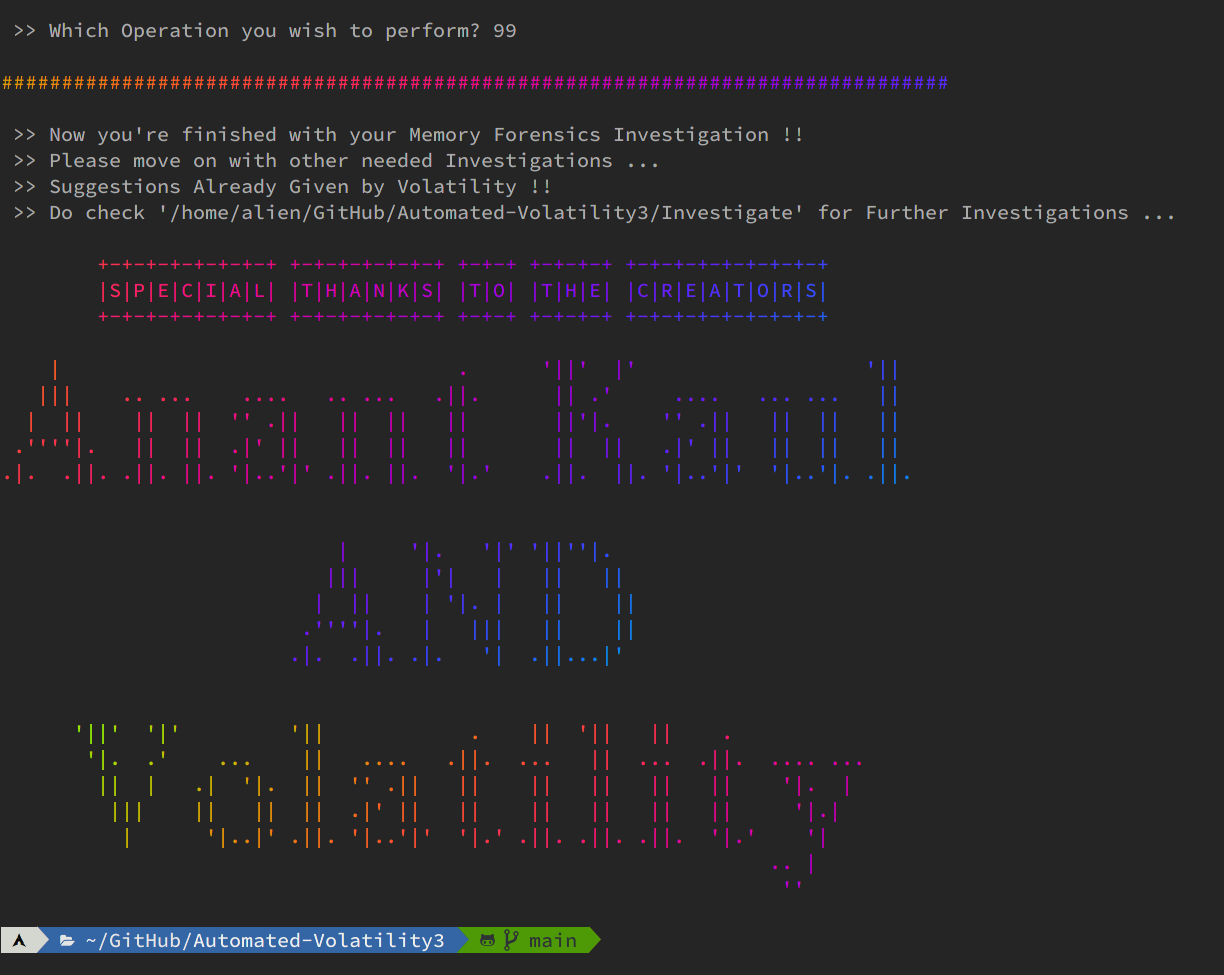 >> Which Operation you wish to perform? 99
###############################################################################
>> Now you're finished with your Memory Forensics Investigation !!
>> Please move on with other needed Investigations ...
>> Suggestions Already Given by Volatility !!
>> Do check '/home/alien/GitHub/Automated-Volatility3/Investigate' for Further Investigations ...
|S|P|E|C|I|A|L| |T|H|A|N|K|S| |T|O| |T|H|E| |C|R|E|A|T|O|R|S|
Anant Kaul
AND
Volatility
~/GitHub/Automated-Volatility3 main